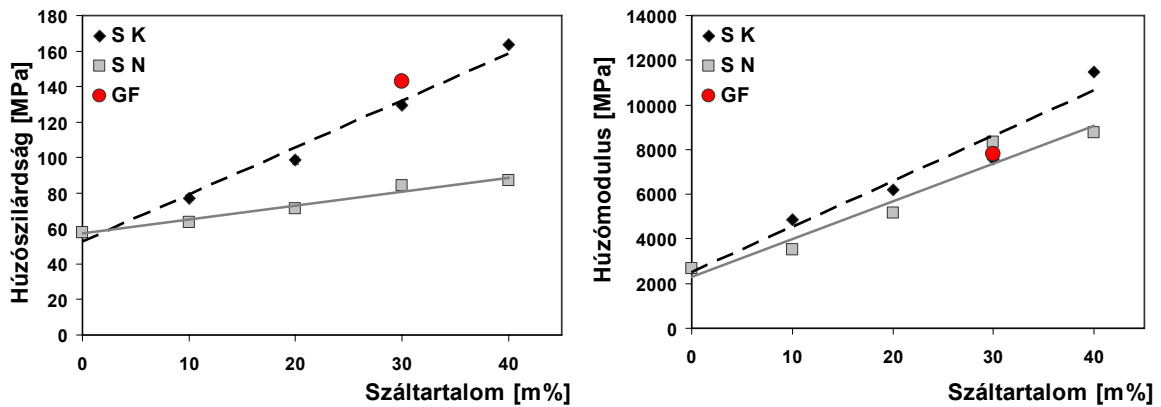 Húzószilárdság [MPa]
180
160
140
120
100
80
60
40
20
0
S K
S N
GF
0 10 20 30 40
Száltartalom [m%]
Húzómodulus [MPa]
14000
12000
10000
8000
6000
4000
2000
0
S K
S N
GF
0 10 20 30 40
Száltartalom [m%]